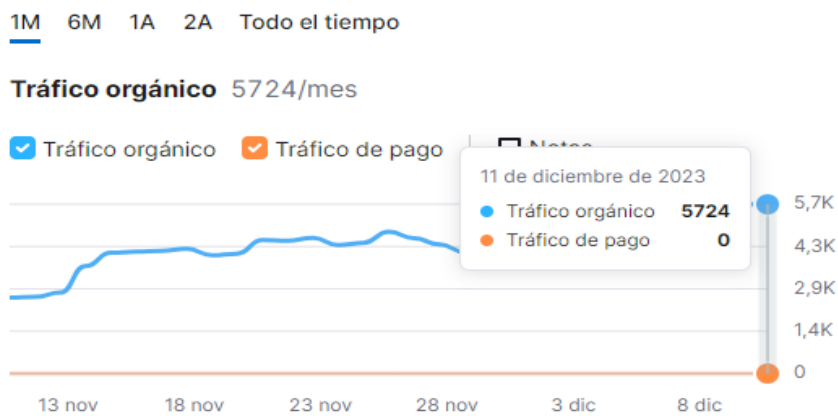 1M 6M 1A 2A Todo el tiempo
Tráfico orgánico 5724/mes
Tráfico orgánico Tráfico de pago Notas
11 de diciembre de 2023
Tráfico orgánico 5724
Tráfico de pago 0
5,7K
4,3K
2,9K
1,4K
0
13 nov 18 nov 23 nov 28 nov 3 dic 8 dic